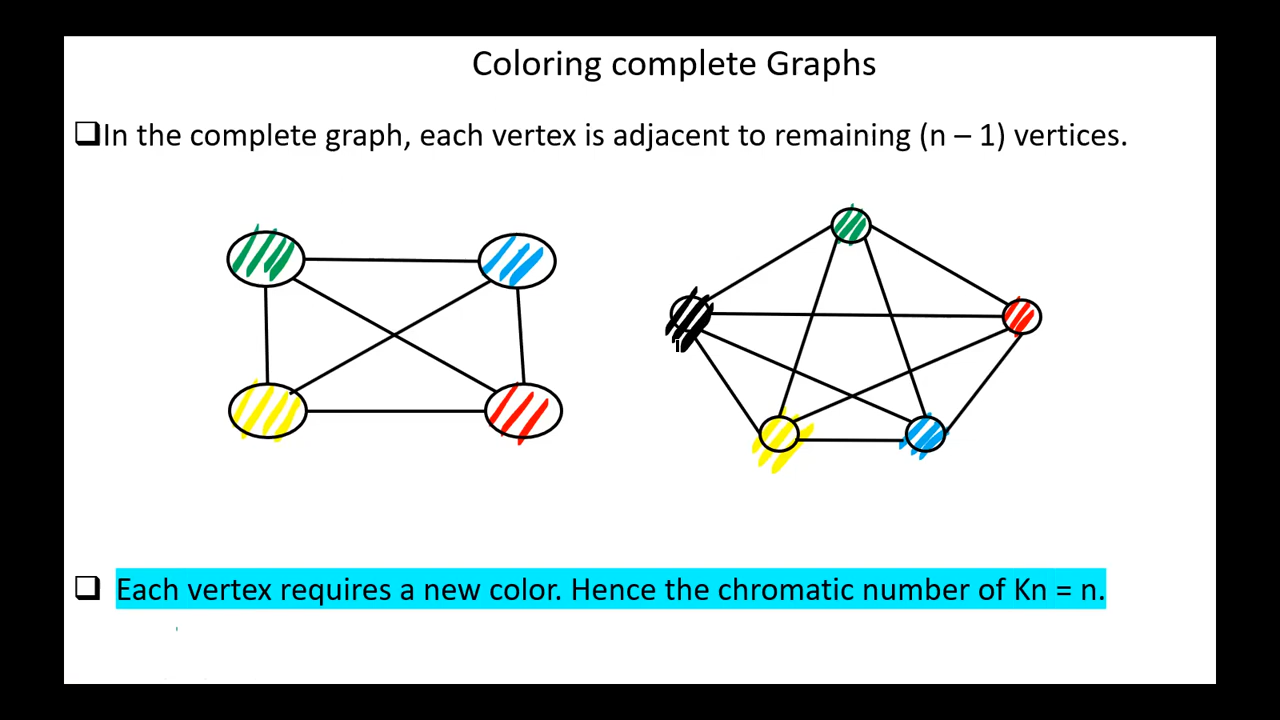 Coloring complete Graphs
❑In the complete graph, each vertex is adjacent to remaining (n – 1) vertices.
❑ Each vertex requires a new color. Hence the chromatic number of Kn = n.